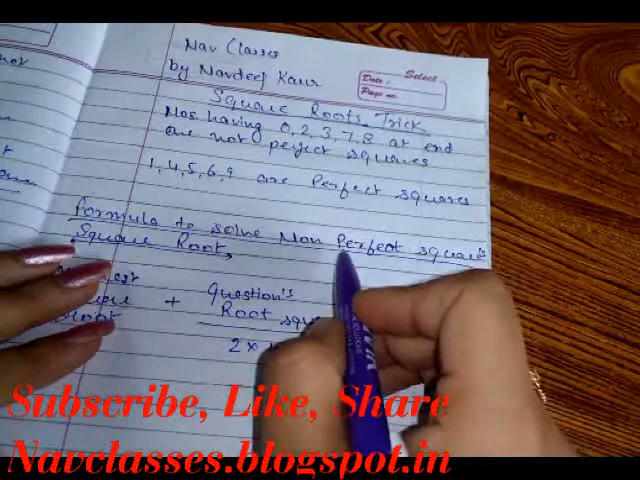 Nav Classes
by Navdeep Kaur
Select
Date :
Page no.
Square Roots Trick
Nos having 0, 2, 3, 7, 8 at end
are not perfect squares
1, 4, 5, 6, 9 are Perfect squares
formula to solve Non Perfect square's
Square Root
+ Question's
Root
2 ×
Subscribe, Like, Share
Navclasses.blogspot.in